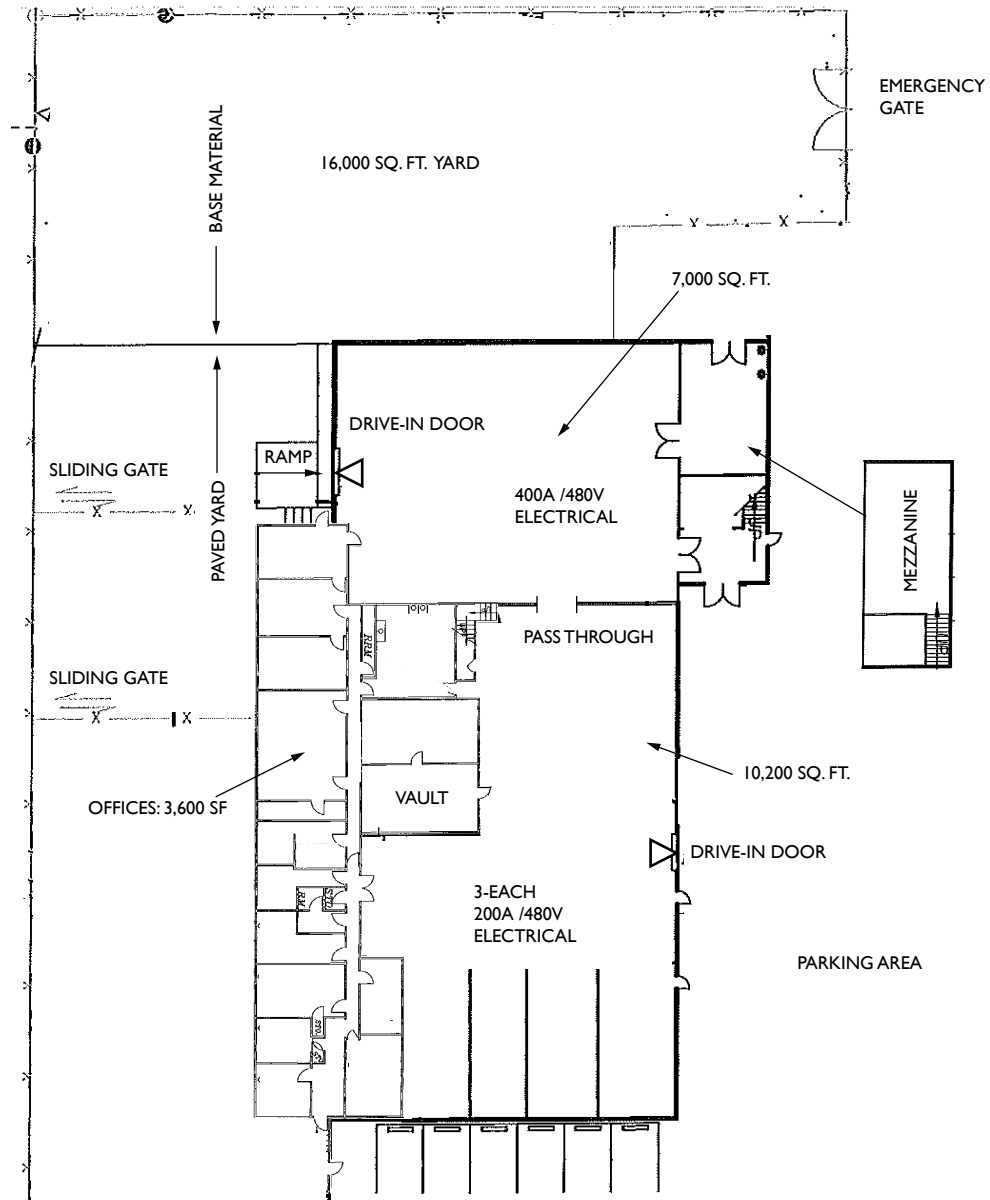 EMERGENCY
GATE
BASE MATERIAL
16,000 SQ. FT. YARD
7,000 SQ. FT.
DRIVE-IN DOOR
RAMP
SLIDING GATE
PAVED YARD
400A /480V
ELECTRICAL
MEZZANINE
UP
PASS THROUGH
SLIDING GATE
10,200 SQ. FT.
OFFICES: 3,600 SF
VAULT
DRIVE-IN DOOR
3-EACH
200A /480V
ELECTRICAL
PARKING AREA
STO.